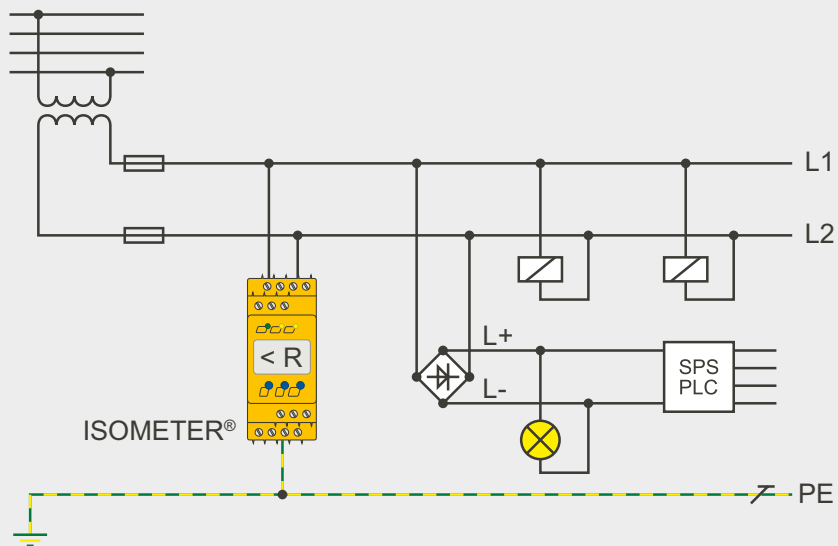 L1
L2
L+
< R
SPS
PLC
L-
ISOMETER®
PE